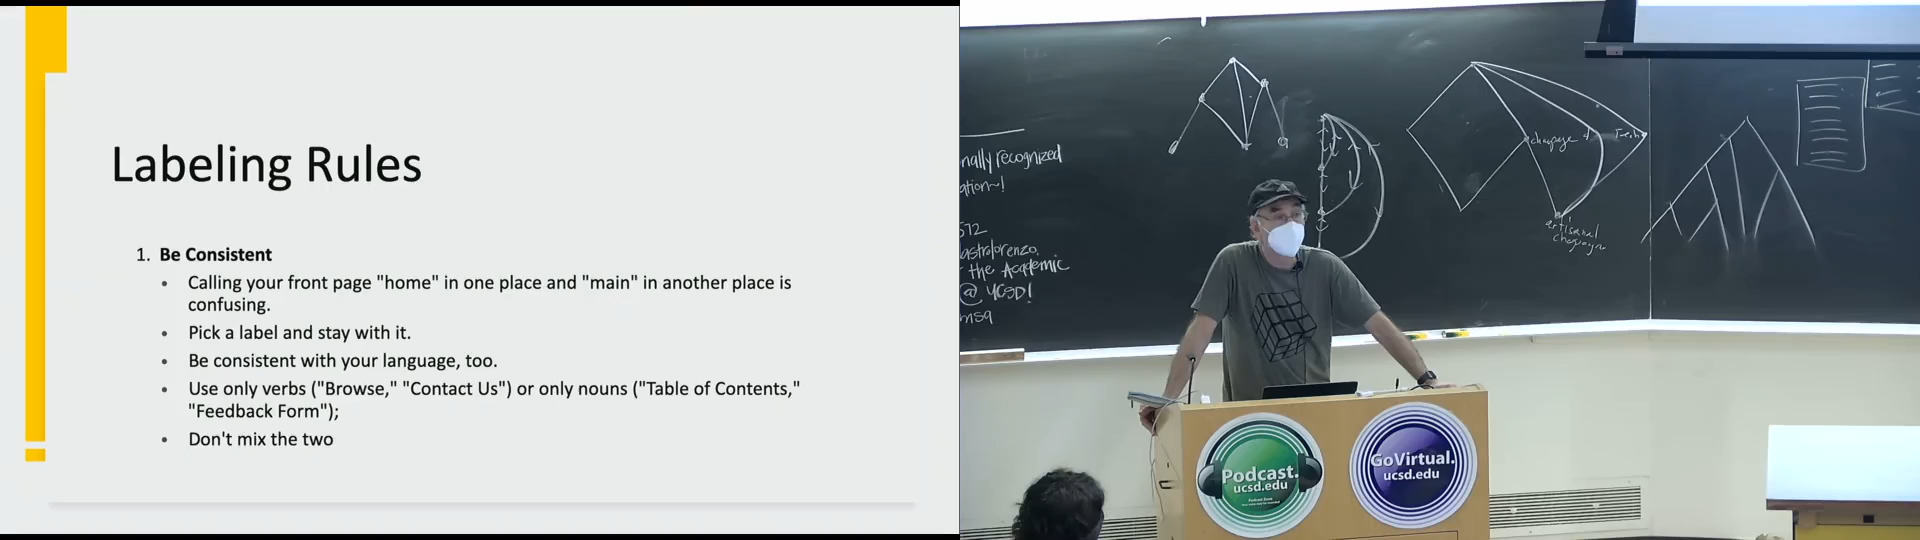 Labeling Rules
1. Be Consistent
• Calling your front page "home" in one place and "main" in another place is
confusing.
• Pick a label and stay with it.
• Be consistent with your language, too.
• Use only verbs ("Browse," "Contact Us") or only nouns ("Table of Contents,"
"Feedback Form");
• Don't mix the two
nally recognized
572
astrolorenzo.
the Academic
@ UCSD!
artisanal
Podcast.
ucsd.edu
GoVirtual.
ucsd.edu